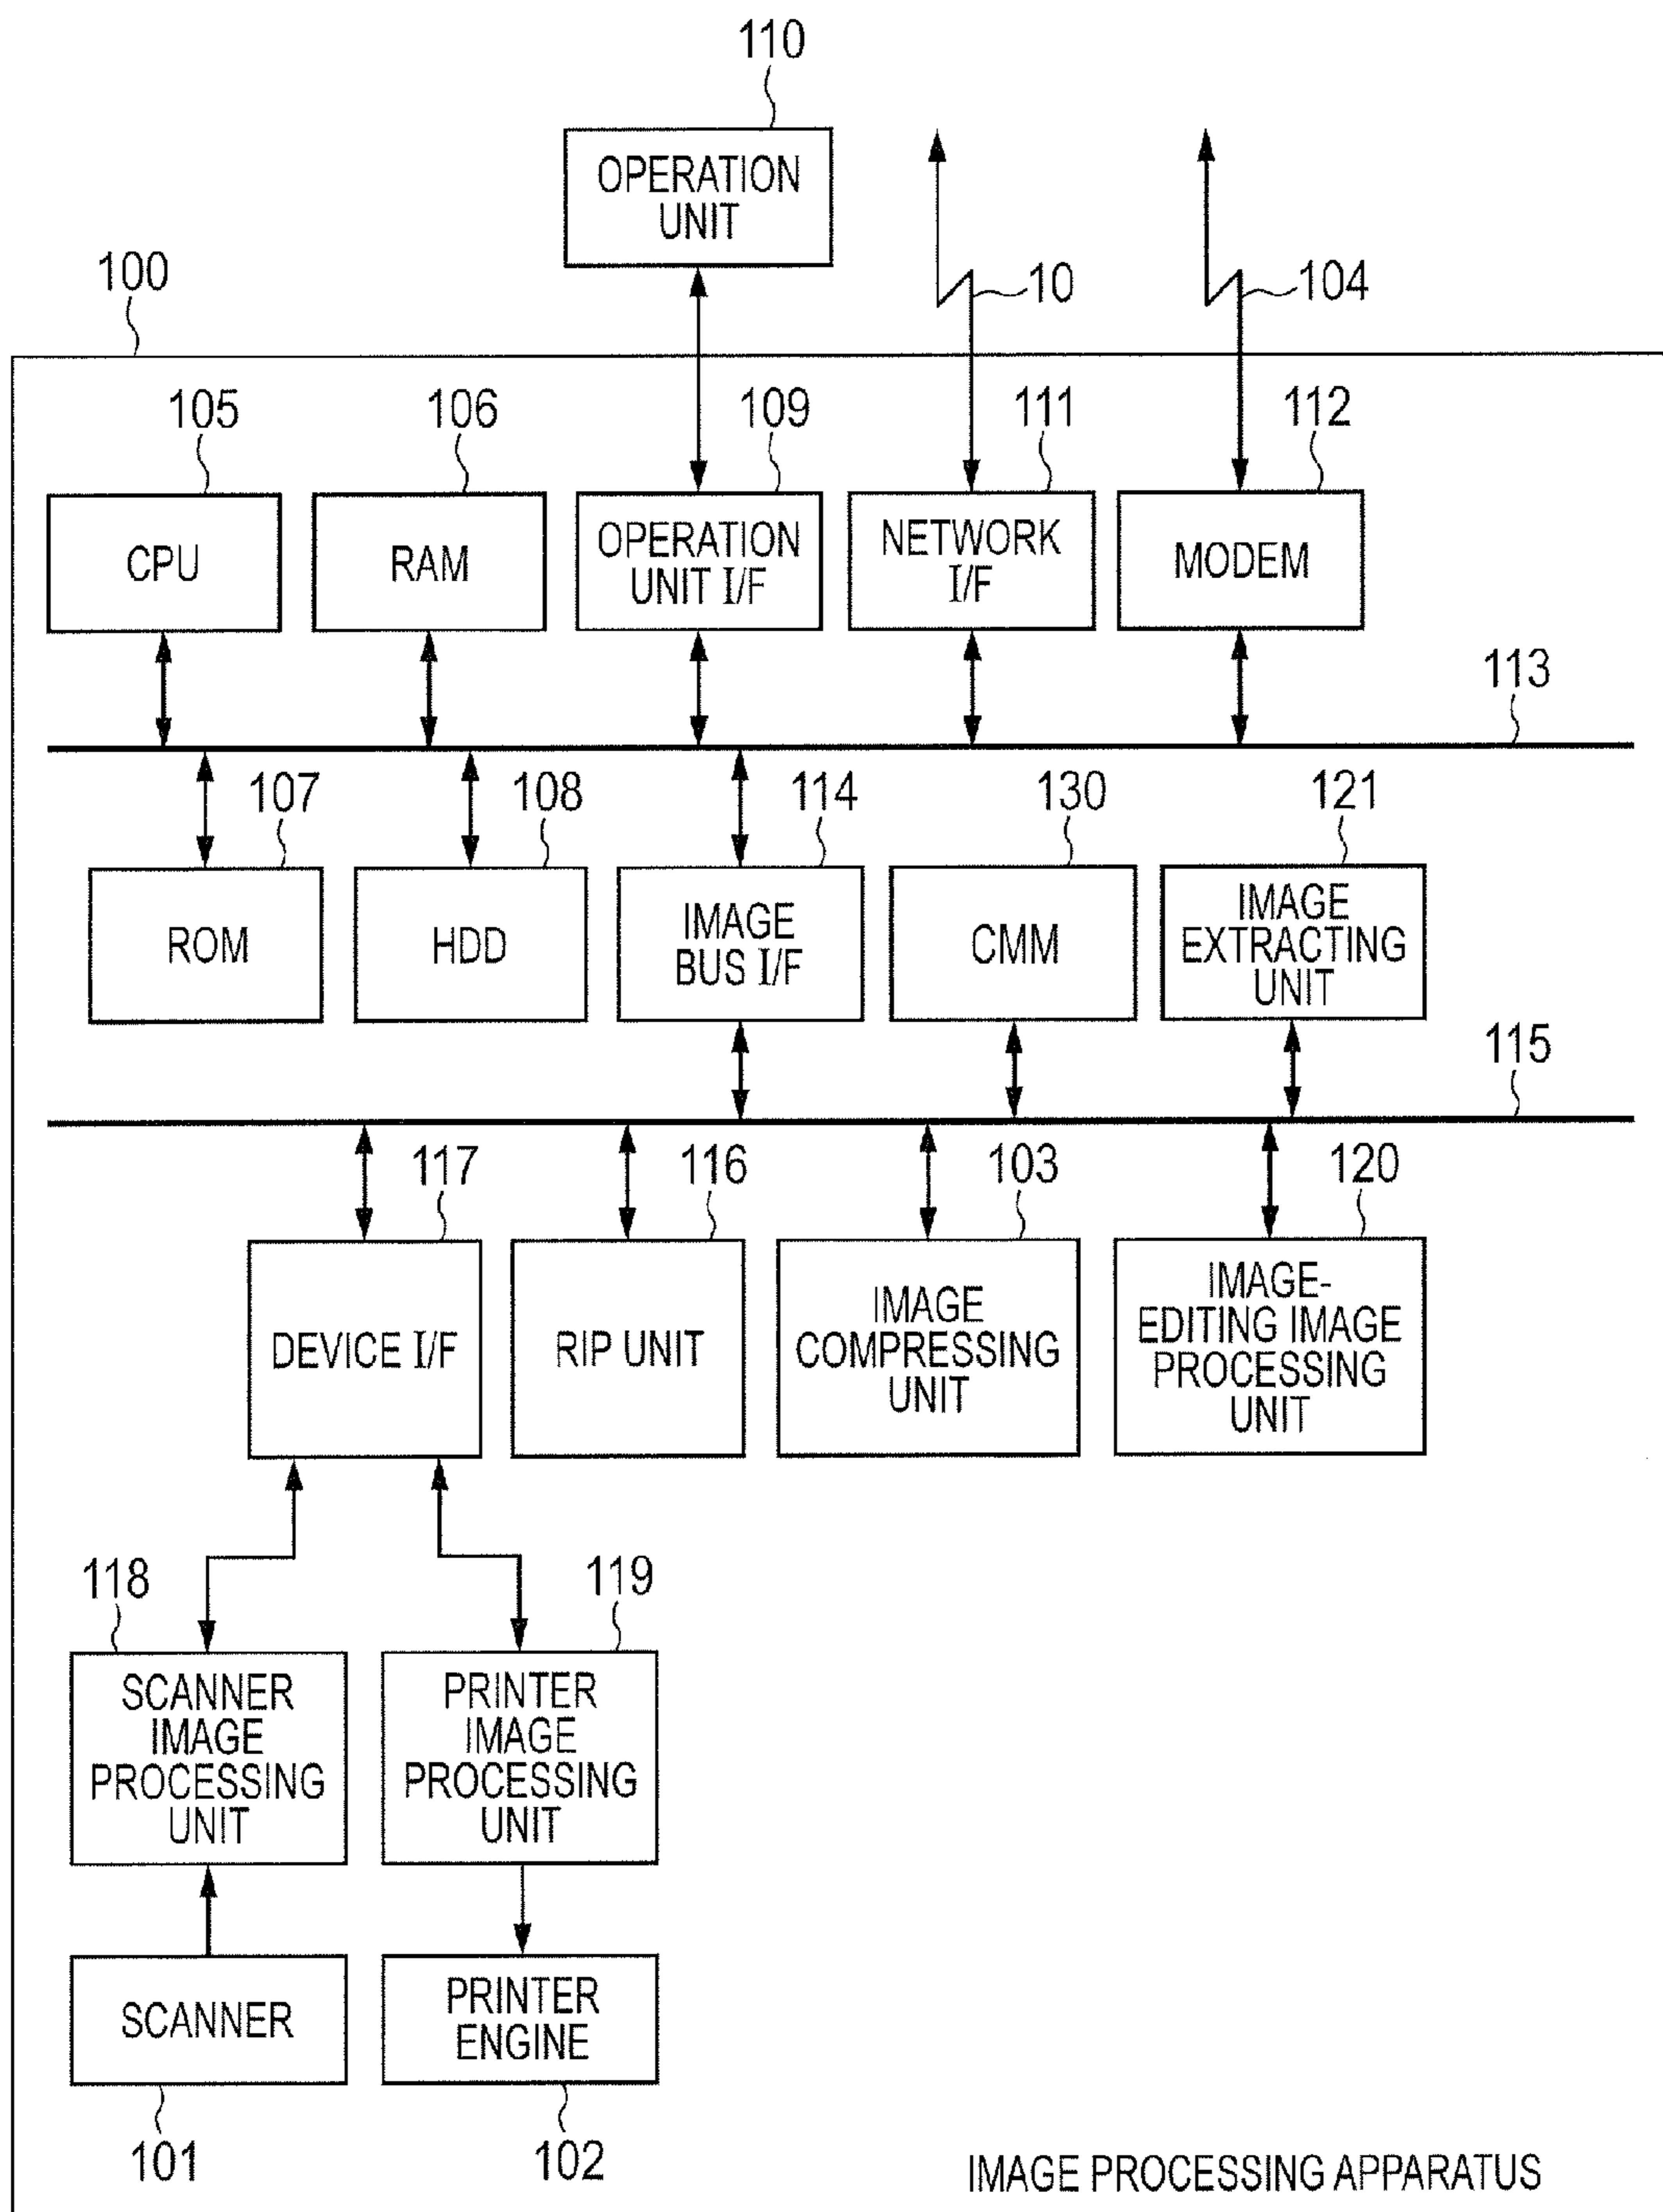 110
OPERATION
UNIT
100
10
104
105
106
109
111
112
CPU
RAM
OPERATION
UNIT I/F
NETWORK
I/F
MODEM
113
107
108
114
130
121
ROM
HDD
IMAGE
BUS I/F
CMM
IMAGE
EXTRACTING
UNIT
115
117
116
103
120
DEVICE I/F
RIP UNIT
IMAGE
COMPRESSING
UNIT
IMAGE-
EDITING IMAGE
PROCESSING
UNIT
118
119
SCANNER
IMAGE
PROCESSING
UNIT
PRINTER
IMAGE
PROCESSING
UNIT
SCANNER
PRINTER
ENGINE
101
102
IMAGE PROCESSING APPARATUS